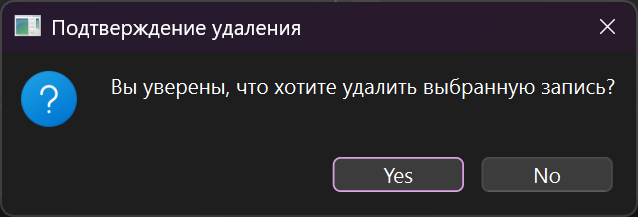 Подтверждение удаления
Вы уверены, что хотите удалить выбранную запись?
Yes
No